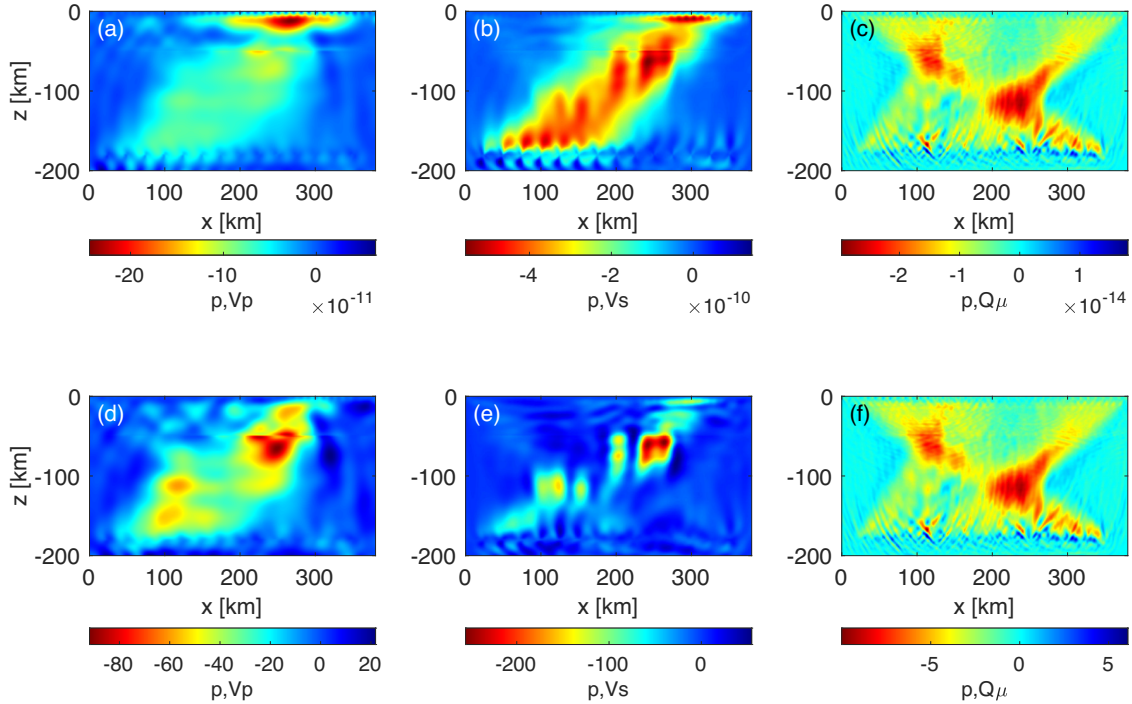 (a) (b) (c)
0 0 0
z [km]
-100 -100 -100
-200 -200 -200
0 100 200 300 0 100 200 300 0 100 200 300
x [km] x [km] x [km]
-20 -10 0 -4 -2 0 -2 -1 0 1
p,Vp ×10⁻¹¹ p,Vs ×10⁻¹⁰ p,Qμ ×10⁻¹⁴
(d) (e) (f)
0 0 0
z [km]
-100 -100 -100
-200 -200 -200
0 100 200 300 0 100 200 300 0 100 200 300
x [km] x [km] x [km]
-80 -60 -40 -20 0 20 -200 -100 0 -5 0 5
p,Vp p,Vs p,Qμ